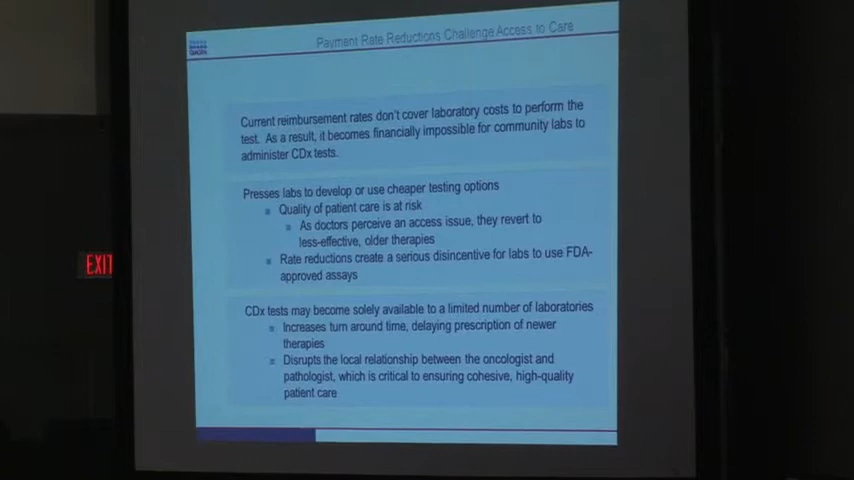 Payment Rate Reductions Challenge Access to Care
QIAGEN
Current reimbursement rates don't cover laboratory costs to perform the
test. As a result, it becomes financially impossible for community labs to
administer CDx tests.
Presses labs to develop or use cheaper testing options
Quality of patient care is at risk
As doctors perceive an access issue, they revert to
less-effective, older therapies
Rate reductions create a serious disincentive for labs to use FDA-
approved assays
EXIT
CDx tests may become solely available to a limited number of laboratories
Increases turn around time, delaying prescription of newer
therapies
Disrupts the local relationship between the oncologist and
pathologist, which is critical to ensuring cohesive, high-quality
patient care